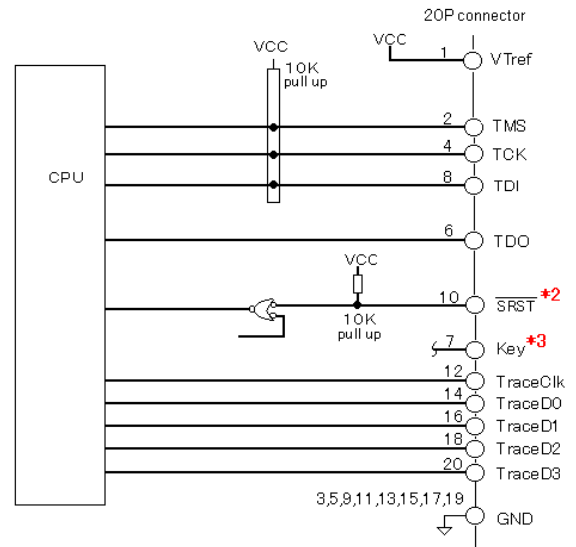 20P connector
VCC
1
VTref
VCC
10K
pull up
2
TMS
4
TCK
CPU
8
TDI
6
TDO
VCC
10
SRST *2
10K
pull up
7
Key *3
12
TraceClk
14
TraceD0
16
TraceD1
18
TraceD2
20
TraceD3
3,5,9,11,13,15,17,19
GND